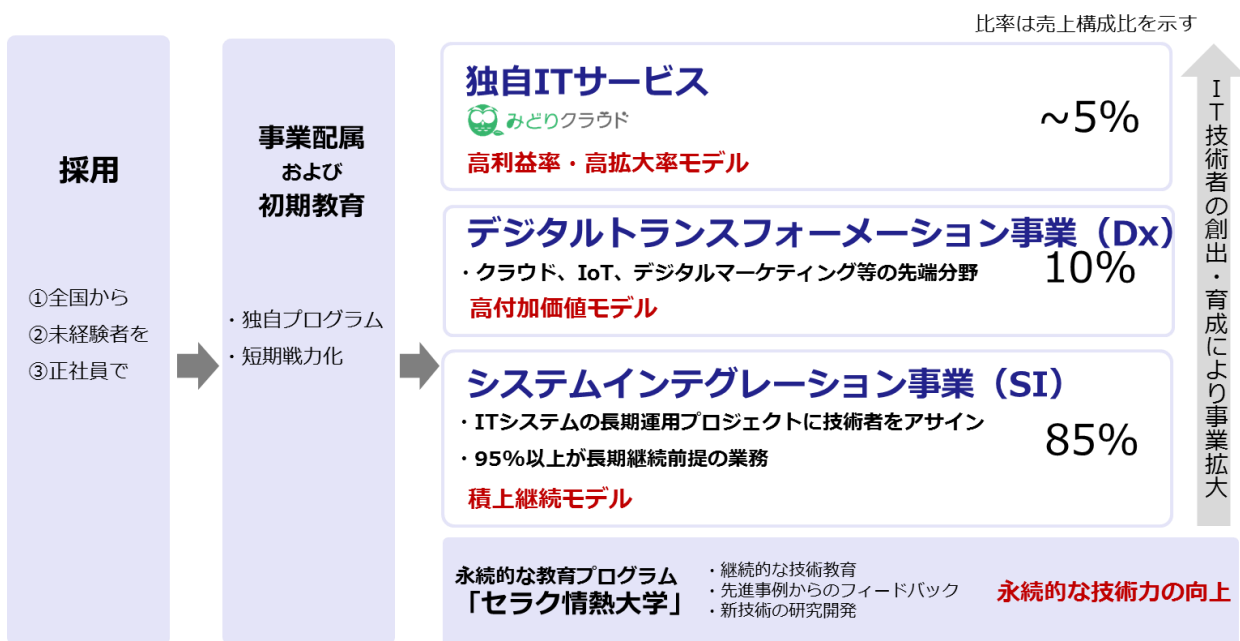 比率は売上構成比を示す
採用
①全国から
②未経験者を
③正社員で
事業配属
および
初期教育
・独自プログラム
・短期戦力化
独自ITサービス
みどりクラウド
高利益率・高拡大率モデル
~5%
デジタルトランスフォーメーション事業（Dx）
・クラウド、IoT、デジタルマーケティング等の先端分野
高付加価値モデル
10%
システムインテグレーション事業（SI）
・ITシステムの長期運用プロジェクトに技術者をアサイン
・95%以上が長期継続前提の業務
積上継続モデル
85%
永続的な教育プログラム
「セラク情熱大学」
・継続的な技術教育
・先進事例からのフィードバック
・新技術の研究開発
永続的な技術力の向上
IT技術者の創出・育成により事業拡大